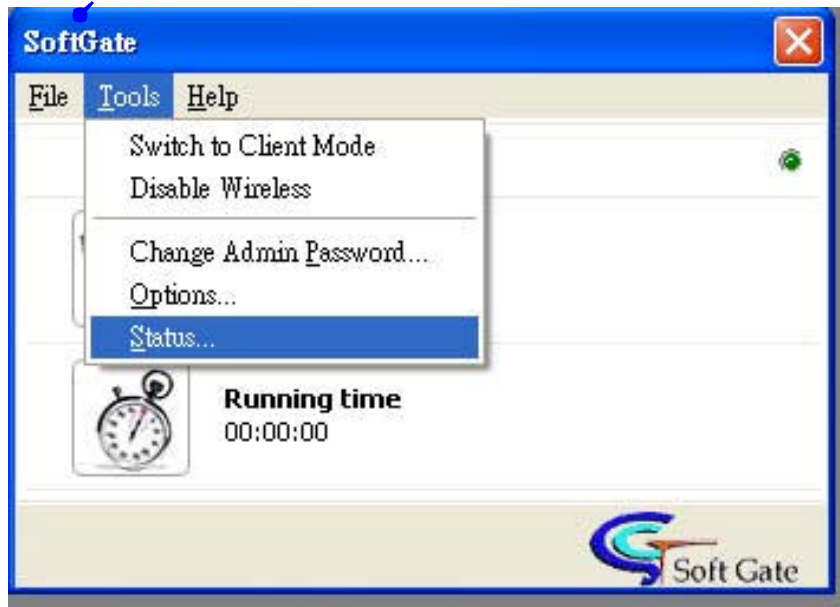 SoftGate
File Tools Help
Switch to Client Mode
Disable Wireless
Change Admin Password...
Options...
Status...
Running time
00:00:00
Soft Gate